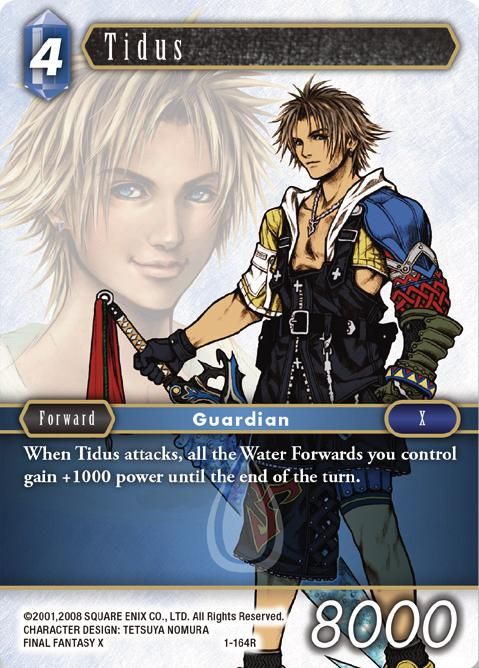 4
Tidus
Forward
Guardian
X
When Tidus attacks, all the Water Forwards you control
gain +1000 power until the end of the turn.
©2001,2008 SQUARE ENIX CO., LTD. All Rights Reserved.
CHARACTER DESIGN: TETSUYA NOMURA
FINAL FANTASY X
1-164R
8000